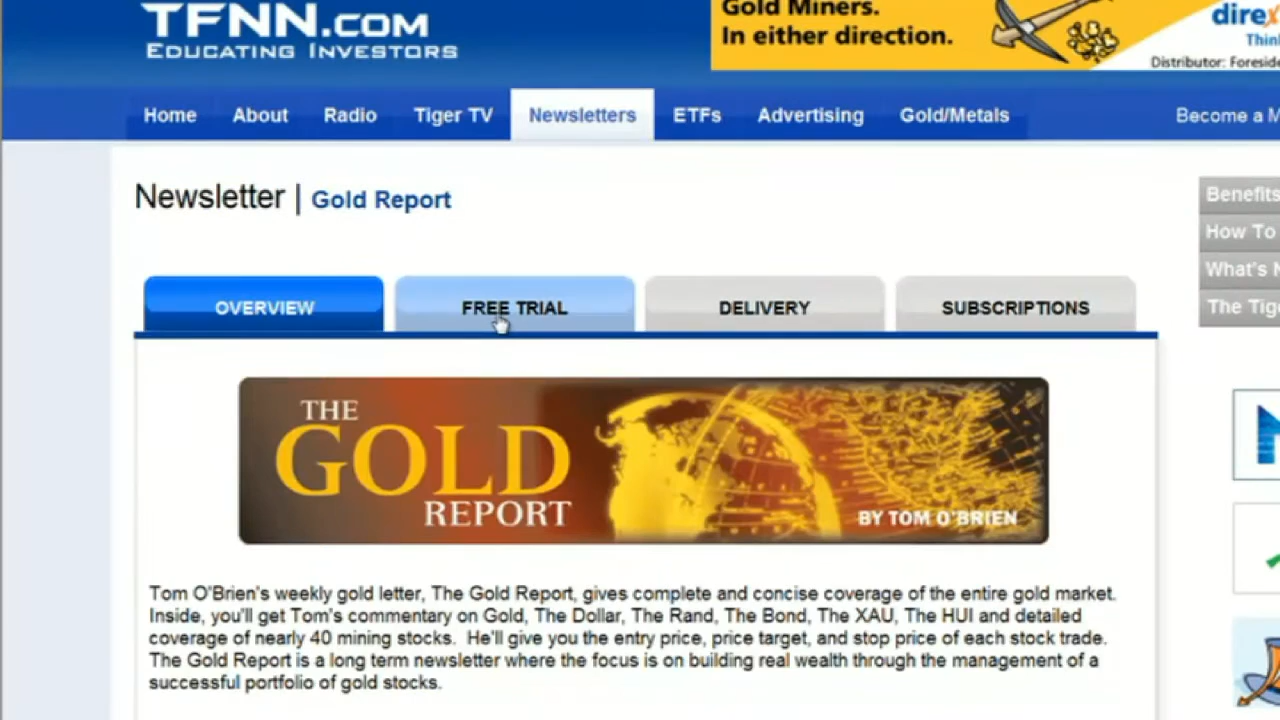 TFNN.COM
EDUCATING INVESTORS
Gold Miners.
In either direction.
Distributor:
Home About Radio Tiger TV Newsletters ETFs Advertising Gold/Metals Become a
Newsletter | Gold Report
Benefits
How To
What's
The
OVERVIEW FREE TRIAL DELIVERY SUBSCRIPTIONS
THE
GOLD
REPORT
BY TOM O'BRIEN
Tom O'Brien's weekly gold letter, The Gold Report, gives complete and concise coverage of the entire gold market.
Inside, you'll get Tom's commentary on Gold, The Dollar, The Rand, The Bond, The XAU, The HUI and detailed
coverage of nearly 40 mining stocks. He'll give you the entry price, price target, and stop price of each stock trade.
The Gold Report is a long term newsletter where the focus is on building real wealth through the management of a
successful portfolio of gold stocks.